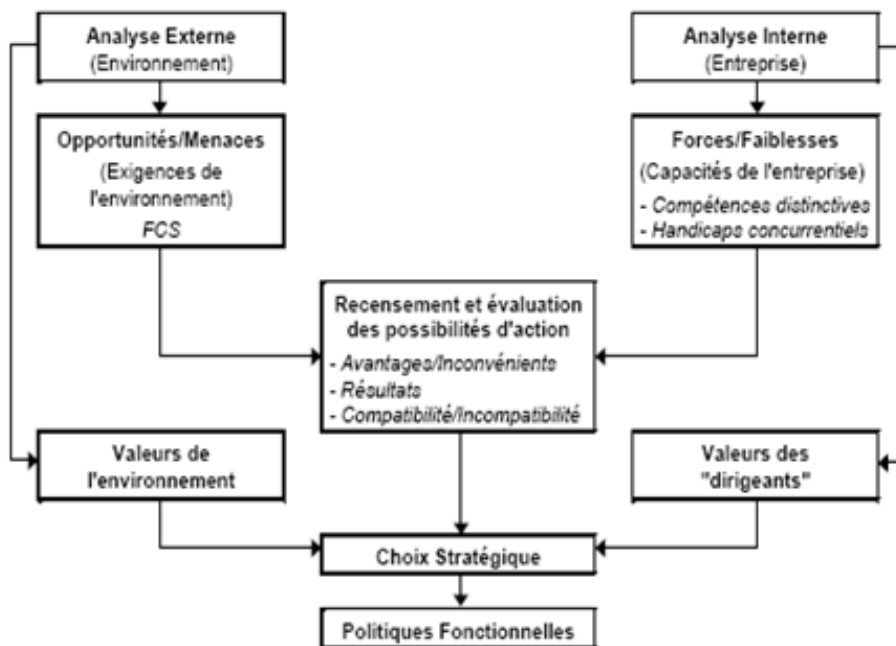 Analyse Externe
(Environnement)
Analyse Interne
(Entreprise)
Opportunités/Menaces
(Exigences de
l'environnement)
FCS
Forces/Faiblesses
(Capacités de l'entreprise)
- Compétences distinctives
- Handicaps concurrentiels
Recensement et évaluation
des possibilités d'action
- Avantages/Inconvénients
- Résultats
- Compatibilité/Incompatibilité
Valeurs de
l'environnement
Valeurs des
"dirigeants"
Choix Stratégique
Politiques Fonctionnelles